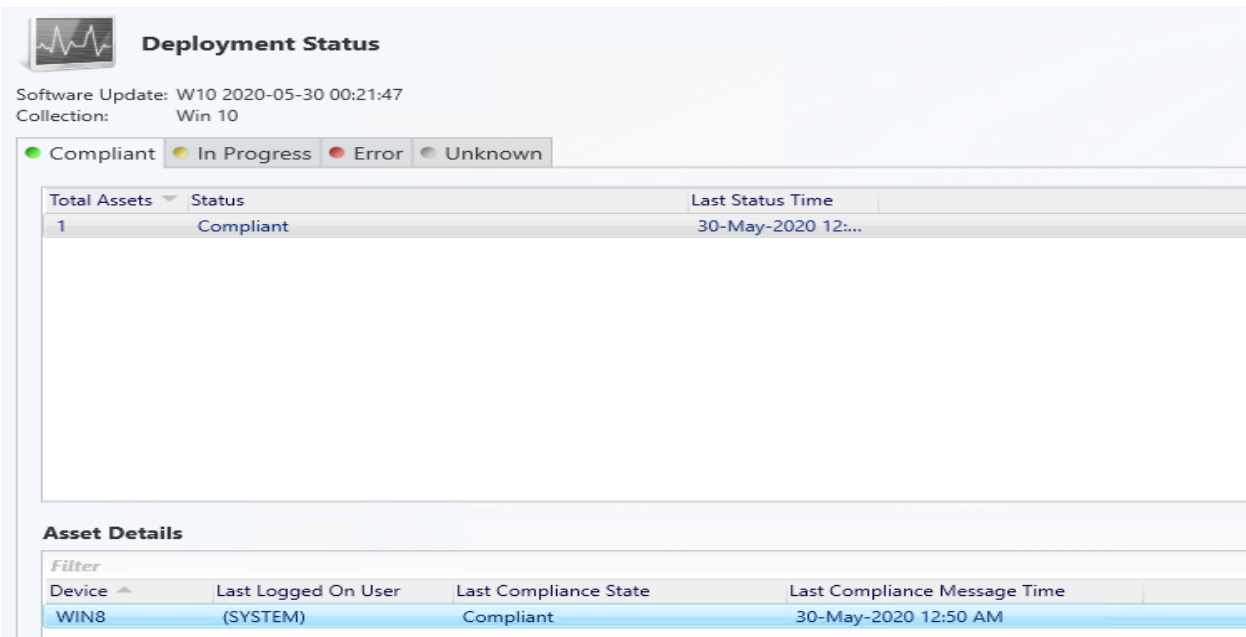 Deployment Status
Software Update: W10 2020-05-30 00:21:47
Collection: Win 10
Compliant In Progress Error Unknown
Total Assets Status Last Status Time
1 Compliant 30-May-2020 12:...
Asset Details
Filter
Device Last Logged On User Last Compliance State Last Compliance Message Time
WIN8 (SYSTEM) Compliant 30-May-2020 12:50 AM